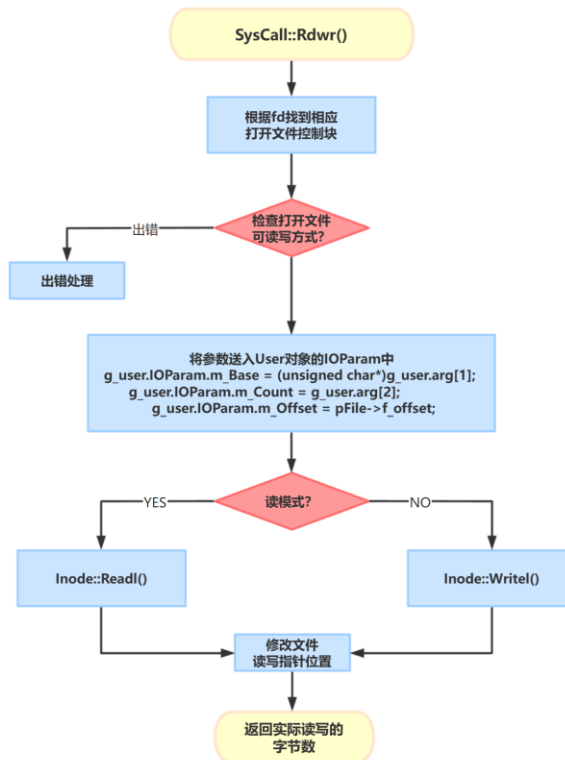 SysCall::Rdwr()
根据fd找到相应
打开文件控制块
检查打开文件
可读写方式?
出错
出错处理
将参数送入User对象的IOParam中
g_user.IOParam.m_Base = (unsigned char*)g_user.arg[1];
g_user.IOParam.m_Count = g_user.arg[2];
g_user.IOParam.m_Offset = pFile->f_offset;
读模式?
YES
NO
Inode::ReadI()
Inode::WriteI()
修改文件
读写指针位置
返回实际读写的
字节数